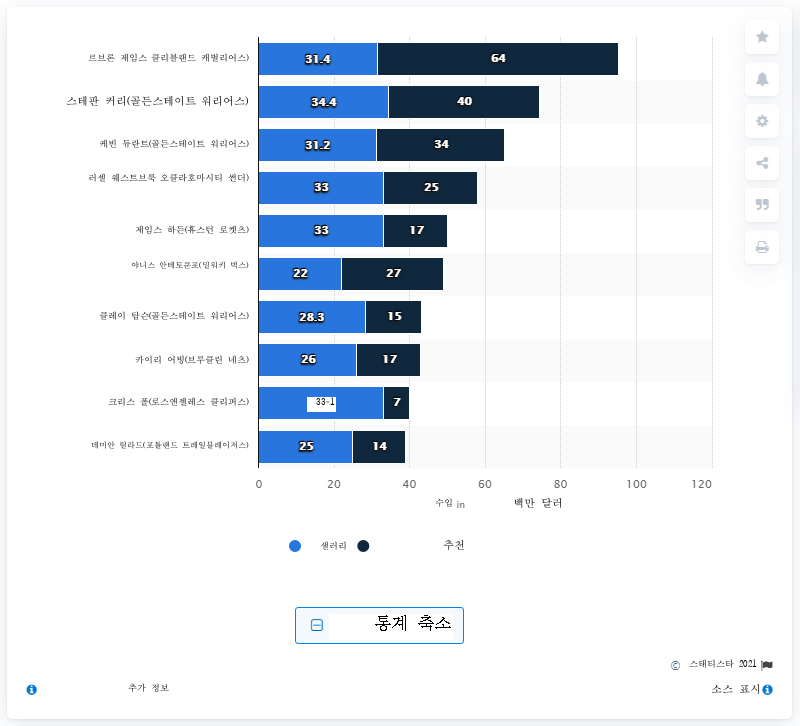 르브론 제임스 클리블랜드 캐벌리어스) 31.4 64
스테판 커리(골든스테이트 워리어스) 34.4 40
케빈 듀란트(골든스테이트 워리어스) 31.2 34
러셀 웨스트브룩 오클라호마시티 썬더) 33 25
제임스 하든(휴스턴 로켓츠) 33 17
야니스 안테토쿤포(밀워키 벅스) 22 27
클레이 탐슨(골든스테이트 워리어스) 28.3 15
카이리 어빙(브루클린 네츠) 26 17
크리스 폴(로스앤젤레스 클리퍼스) 33-1 7
데미안 릴라드(포틀랜드 트레일블레이저스) 25 14
0 20 40 60 80 100 120
수입 in 백만 달러
샐러리 추천
통계 축소
© 스태티스타 2021
추가 정보 소스 표시